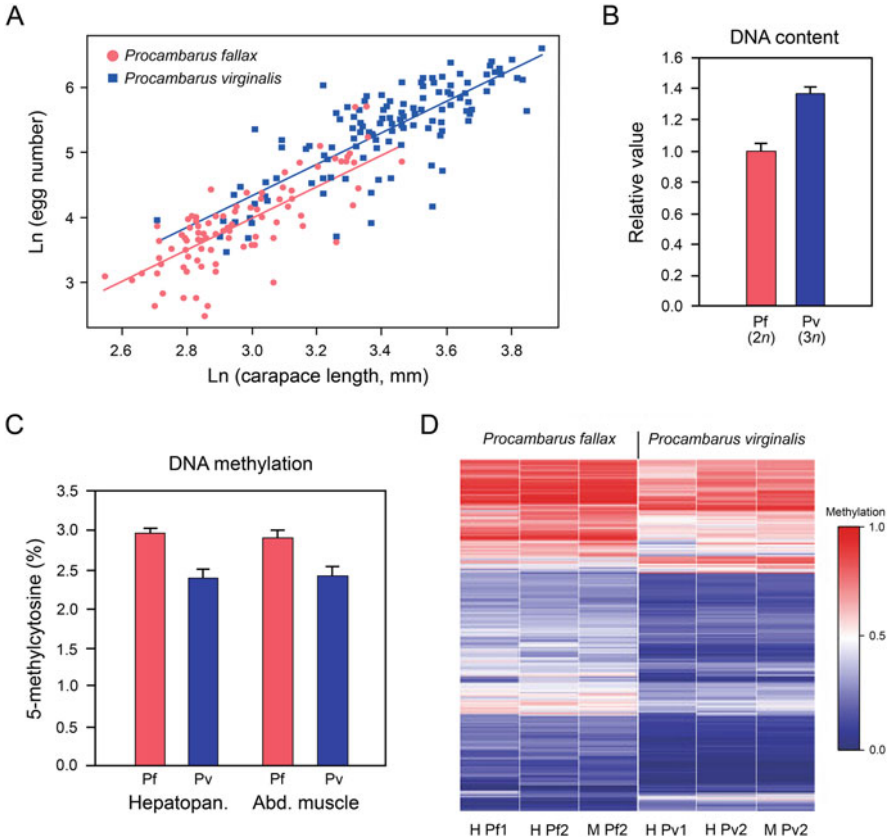 A
Procambarus fallax
Procambarus virginalis
Ln (egg number)
6
5
4
3
2.6 2.8 3.0 3.2 3.4 3.6 3.8
Ln (carapace length, mm)
B
DNA content
Relative value
1.6
1.4
1.2
1.0
0.8
0.6
0.4
0.2
0.0
Pf Pv
(2n) (3n)
C
DNA methylation
5-methylcytosine (%)
3.5
3.0
2.5
2.0
1.5
1.0
0.5
0.0
Pf Pv Pf Pv
Hepatopan. Abd. muscle
D
Procambarus fallax Procambarus virginalis
Methylation
1.0
0.5
0.0
H Pf1 H Pf2 M Pf2 H Pv1 H Pv2 M Pv2